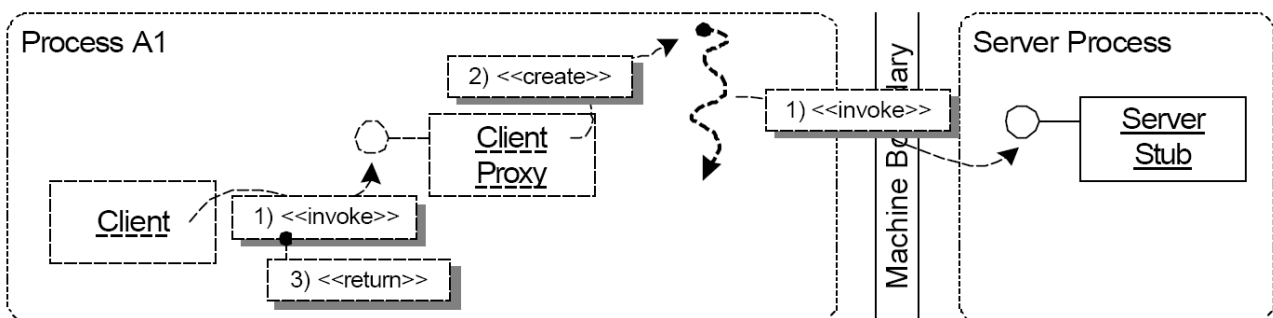 Process A1
2) <<create>>
Client
Proxy
Client
1) <<invoke>>
3) <<return>>
1) <<invoke>>
Machine Boundary
Server Process
Server
Stub